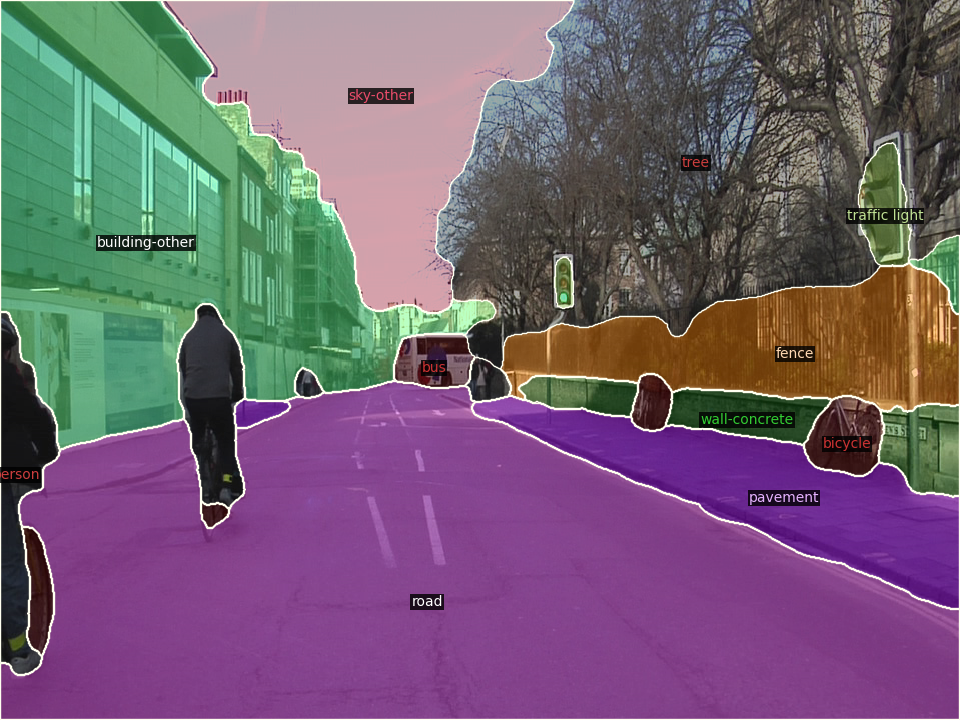 sky-other
tree
traffic light
building-other
fence
bus
wall-concrete
bicycle
erson
pavement
road